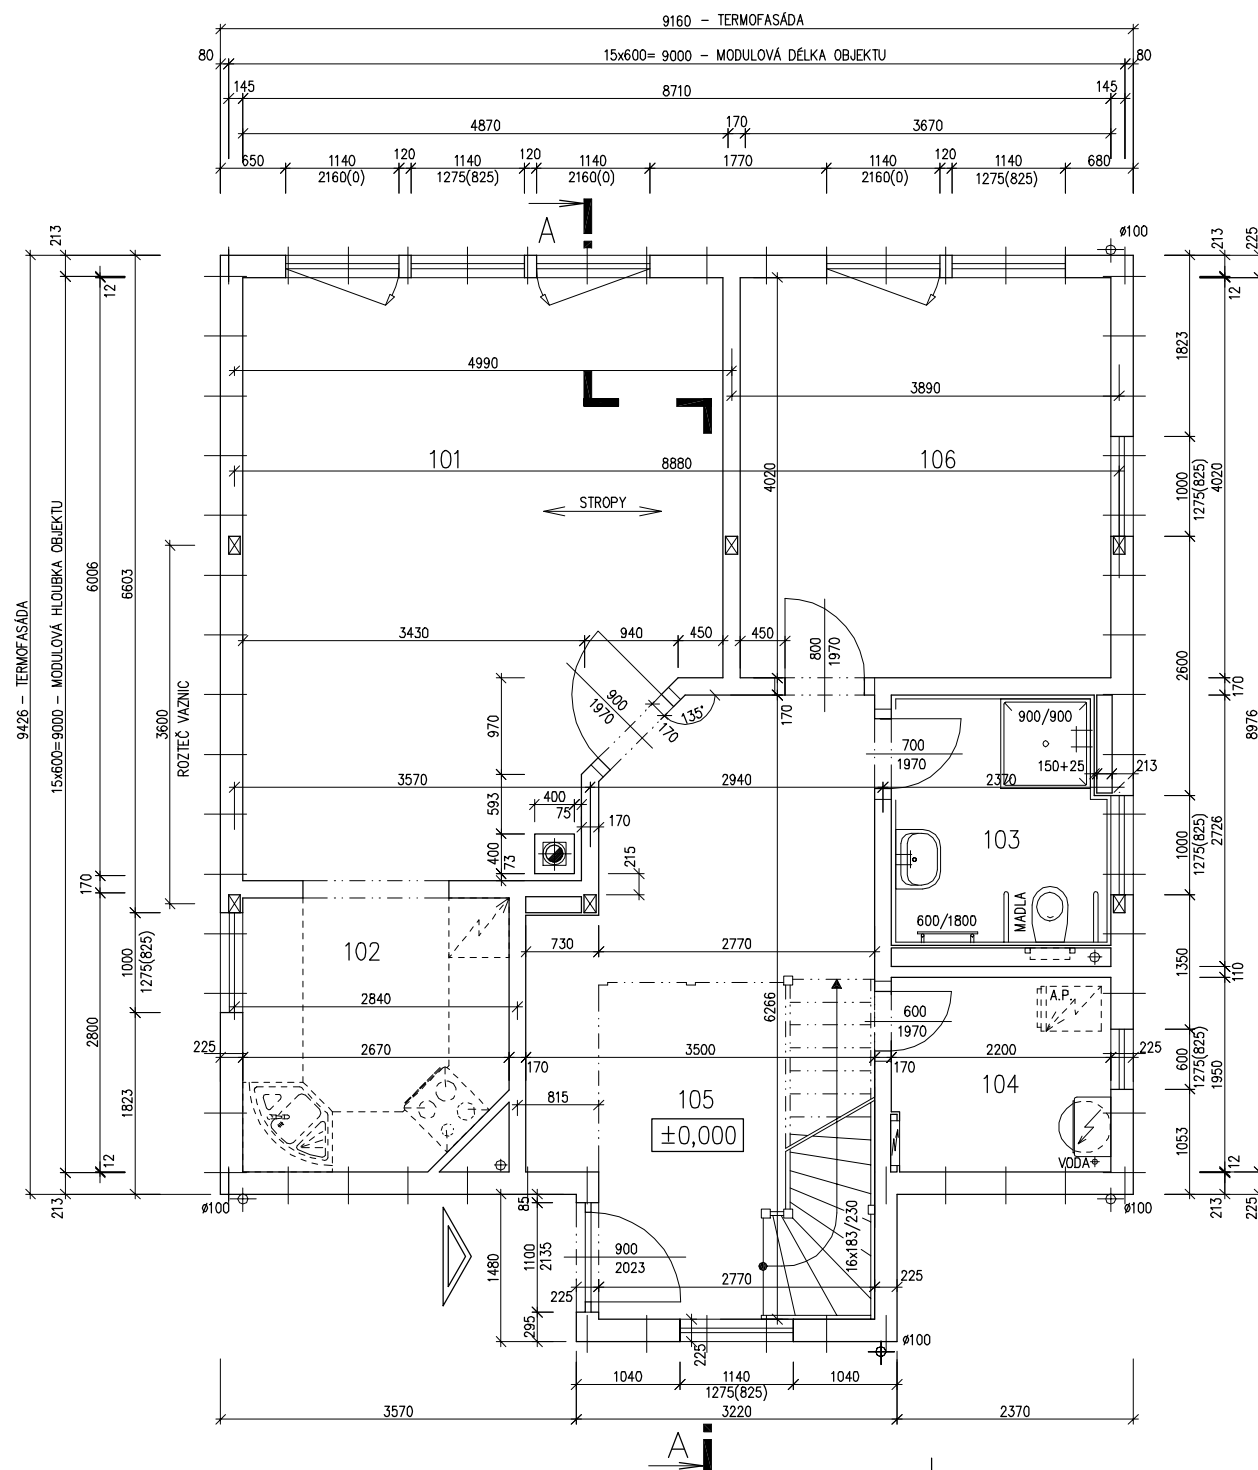 9160 – TERMOFASÁDA
80 15x600= 9000 – MODULOVÁ DÉLKA OBJEKTU 80
145 8710 145
4870 170 3670
650 1140 120 1140 120 1140 1770 1140 120 1140 680
2160(0) 1275(825) 2160(0) 2160(0) 1275(825)
A
213 ø100 213 225
12 12
4990 1823
3890
101 106
8880 4020
1000 1275(825) 4020
STROPY
9426 – TERMOFASÁDA
15x600=9000 – MODULOVÁ HLOUBKA OBJEKTU
6006 6603
3600 ROZTEČ VAZNIC
3430 940 450 450 800 1970
2600
170 8976
900 1970 135° 170 170
970
900/900
700 1970
150+25 213
3570 2940 2370
593 400 75
170
400 73 215
103
1000 1275(825) 2726
170
MADLA
600/1800
730 2770
102
1000 1275(825)
1350 110
2840
6266
A.P.
600 1970
2800
225 2670 170 3500 170 2200 225
600 1275(825) 1950
104
815 105
±0,000
1823
1053
12 VODA 12
213 ø100 85 ø100 213 225
16x183/230
1480 1100 2135 900 2023
2770 225
225
295 225
ø100
1040 1140 1040
1275(825)
3570 3220 2370
A